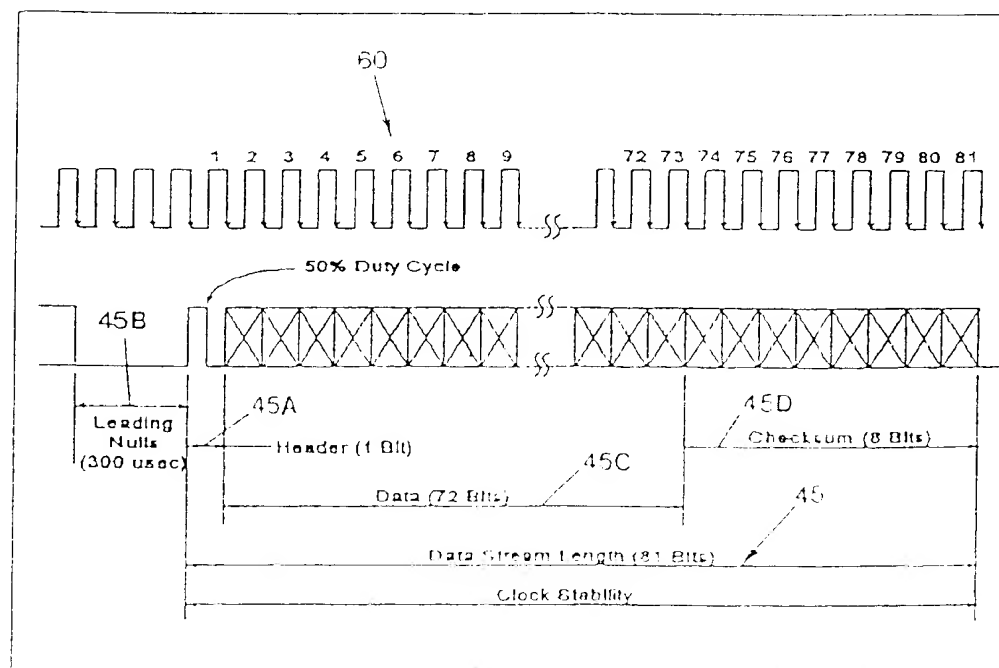 60
1 2 3 4 5 6 7 8 9 72 73 74 75 76 77 78 79 80 81
50% Duty Cycle
45B
45A
45D
Leading
Nulls
(300 usec)
Header (1 Bit)
Checksum (8 Bits)
45C
Data (72 Bits)
45
Data Stream Length (81 Bits)
Clock Stability